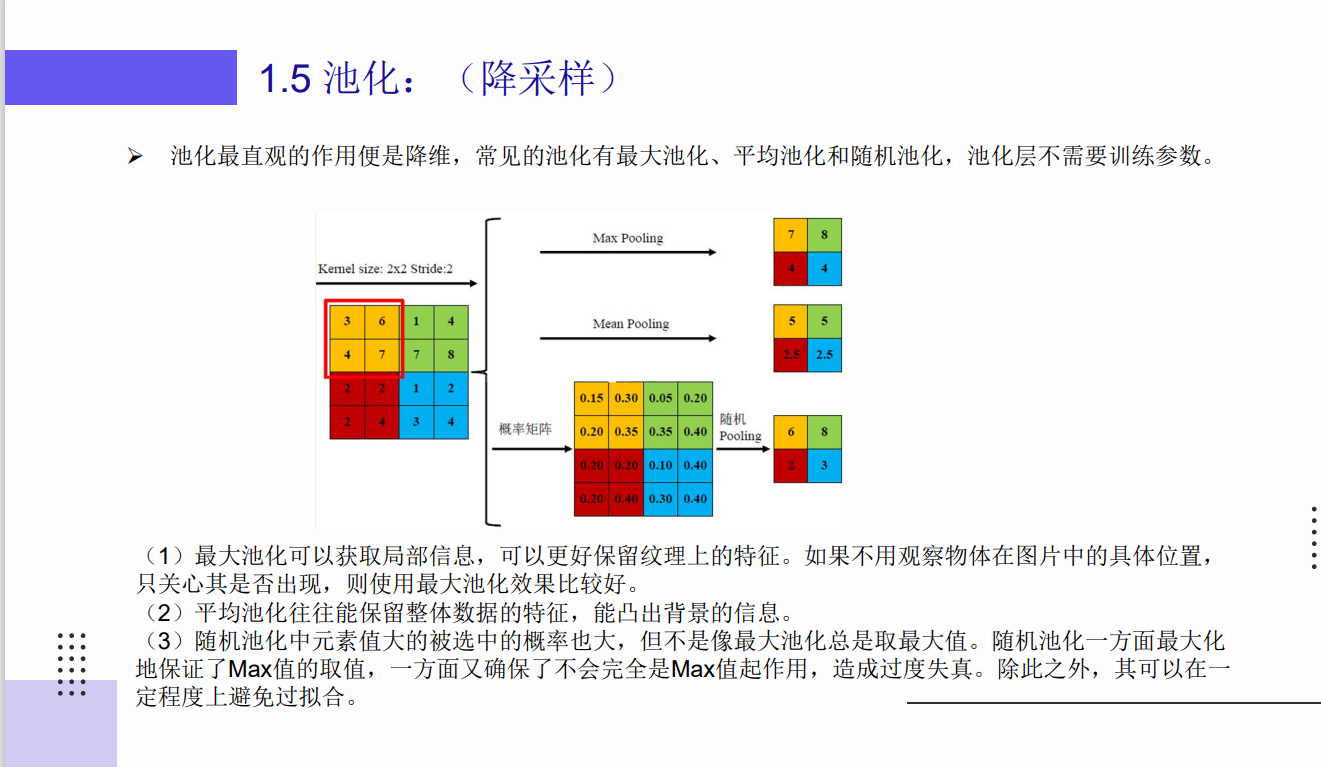 1.5 池化：（降采样）
➢ 池化最直观的作用便是降维，常见的池化有最大池化、平均池化和随机池化，池化层不需要训练参数。
Kernel size: 2x2 Stride:2
3 6 1 4
4 7 7 8
2 2 1 2
2 4 3 4
Max Pooling
7 8
4 4
Mean Pooling
5 5
2.5 2.5
概率矩阵
0.15 0.30 0.05 0.20
0.20 0.35 0.35 0.40
0.20 0.20 0.10 0.40
0.20 0.40 0.30 0.40
随机
Pooling
6 8
2 3
（1）最大池化可以获取局部信息，可以更好保留纹理上的特征。如果不用观察物体在图片中的具体位置，
只关心其是否出现，则使用最大池化效果比较好。
（2）平均池化往往能保留整体数据的特征，能凸出背景的信息。
（3）随机池化中元素值大的被选中的概率也大，但不是像最大池化总是取最大值。随机池化一方面最大化
地保证了Max值的取值，一方面又确保了不会完全是Max值起作用，造成过度失真。除此之外，其可以在一
定程度上避免过拟合。